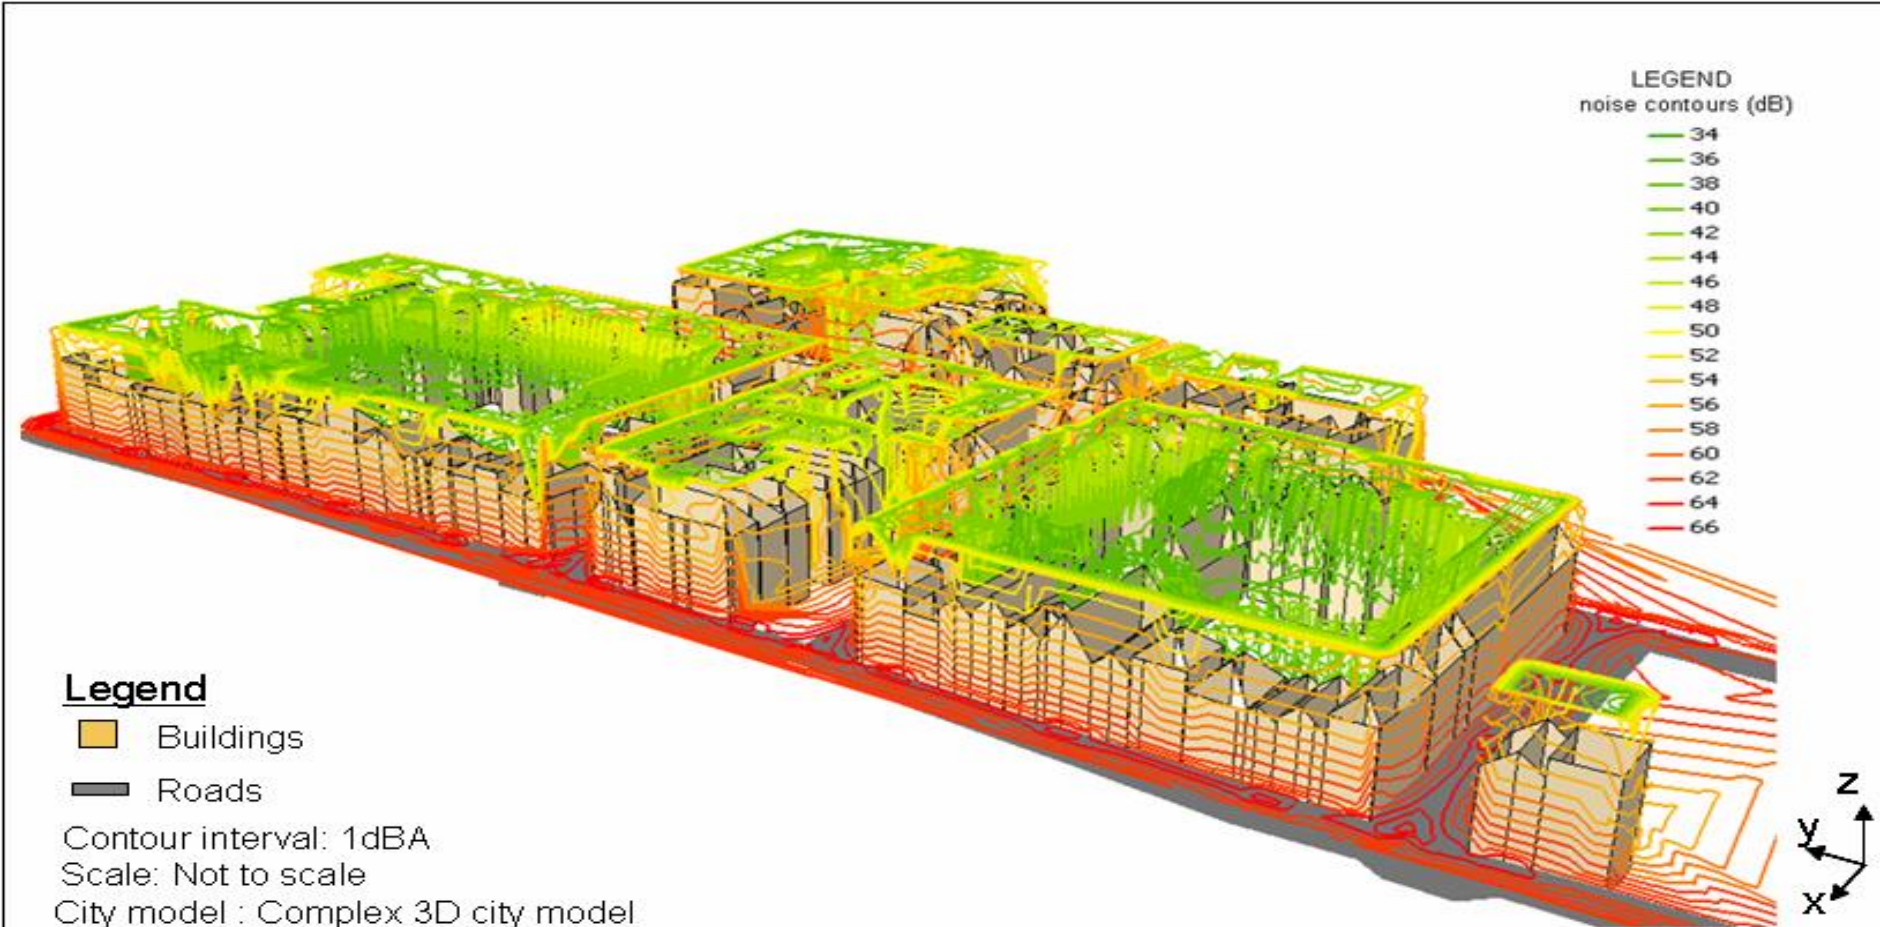 LEGEND
noise contours (dB)
34
36
38
40
42
44
46
48
50
52
54
56
58
60
62
64
66
Legend
Buildings
Roads
Contour interval: 1dBA
Scale: Not to scale
City model : Complex 3D city model
z
y
x